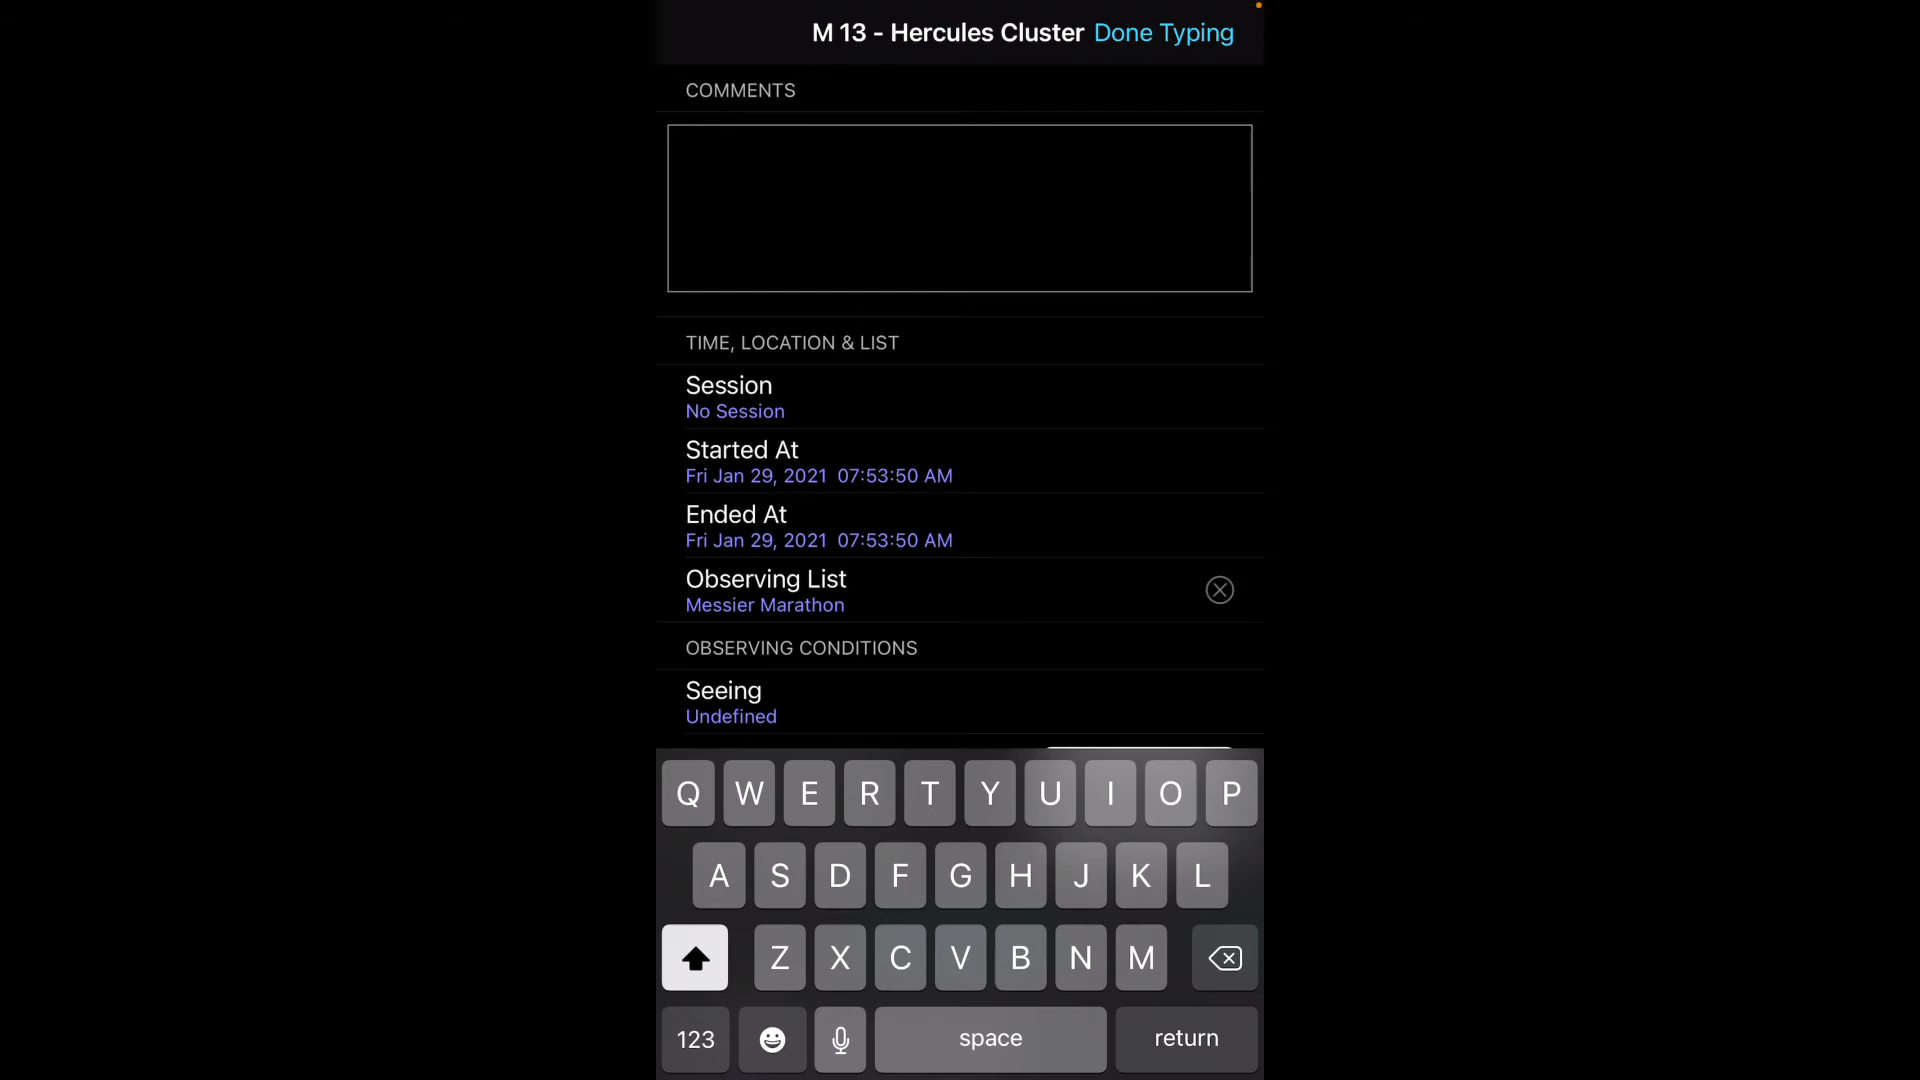 M 13 - Hercules Cluster Done Typing
COMMENTS
TIME, LOCATION & LIST
Session
No Session
Started At
Fri Jan 29, 2021 07:53:50 AM
Ended At
Fri Jan 29, 2021 07:53:50 AM
Observing List
Messier Marathon
OBSERVING CONDITIONS
Seeing
Undefined
Q W E R T Y U I O P
A S D F G H J K L
Z X C V B N M
123 space return